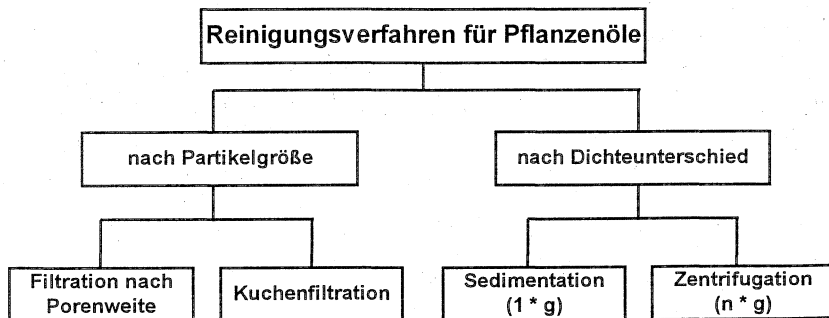 Reinigungsverfahren für Pflanzenöle
nach Partikelgröße
nach Dichteunterschied
Filtration nach
Porenweite
Kuchenfiltration
Sedimentation
(1 * g)
Zentrifugation
(n * g)